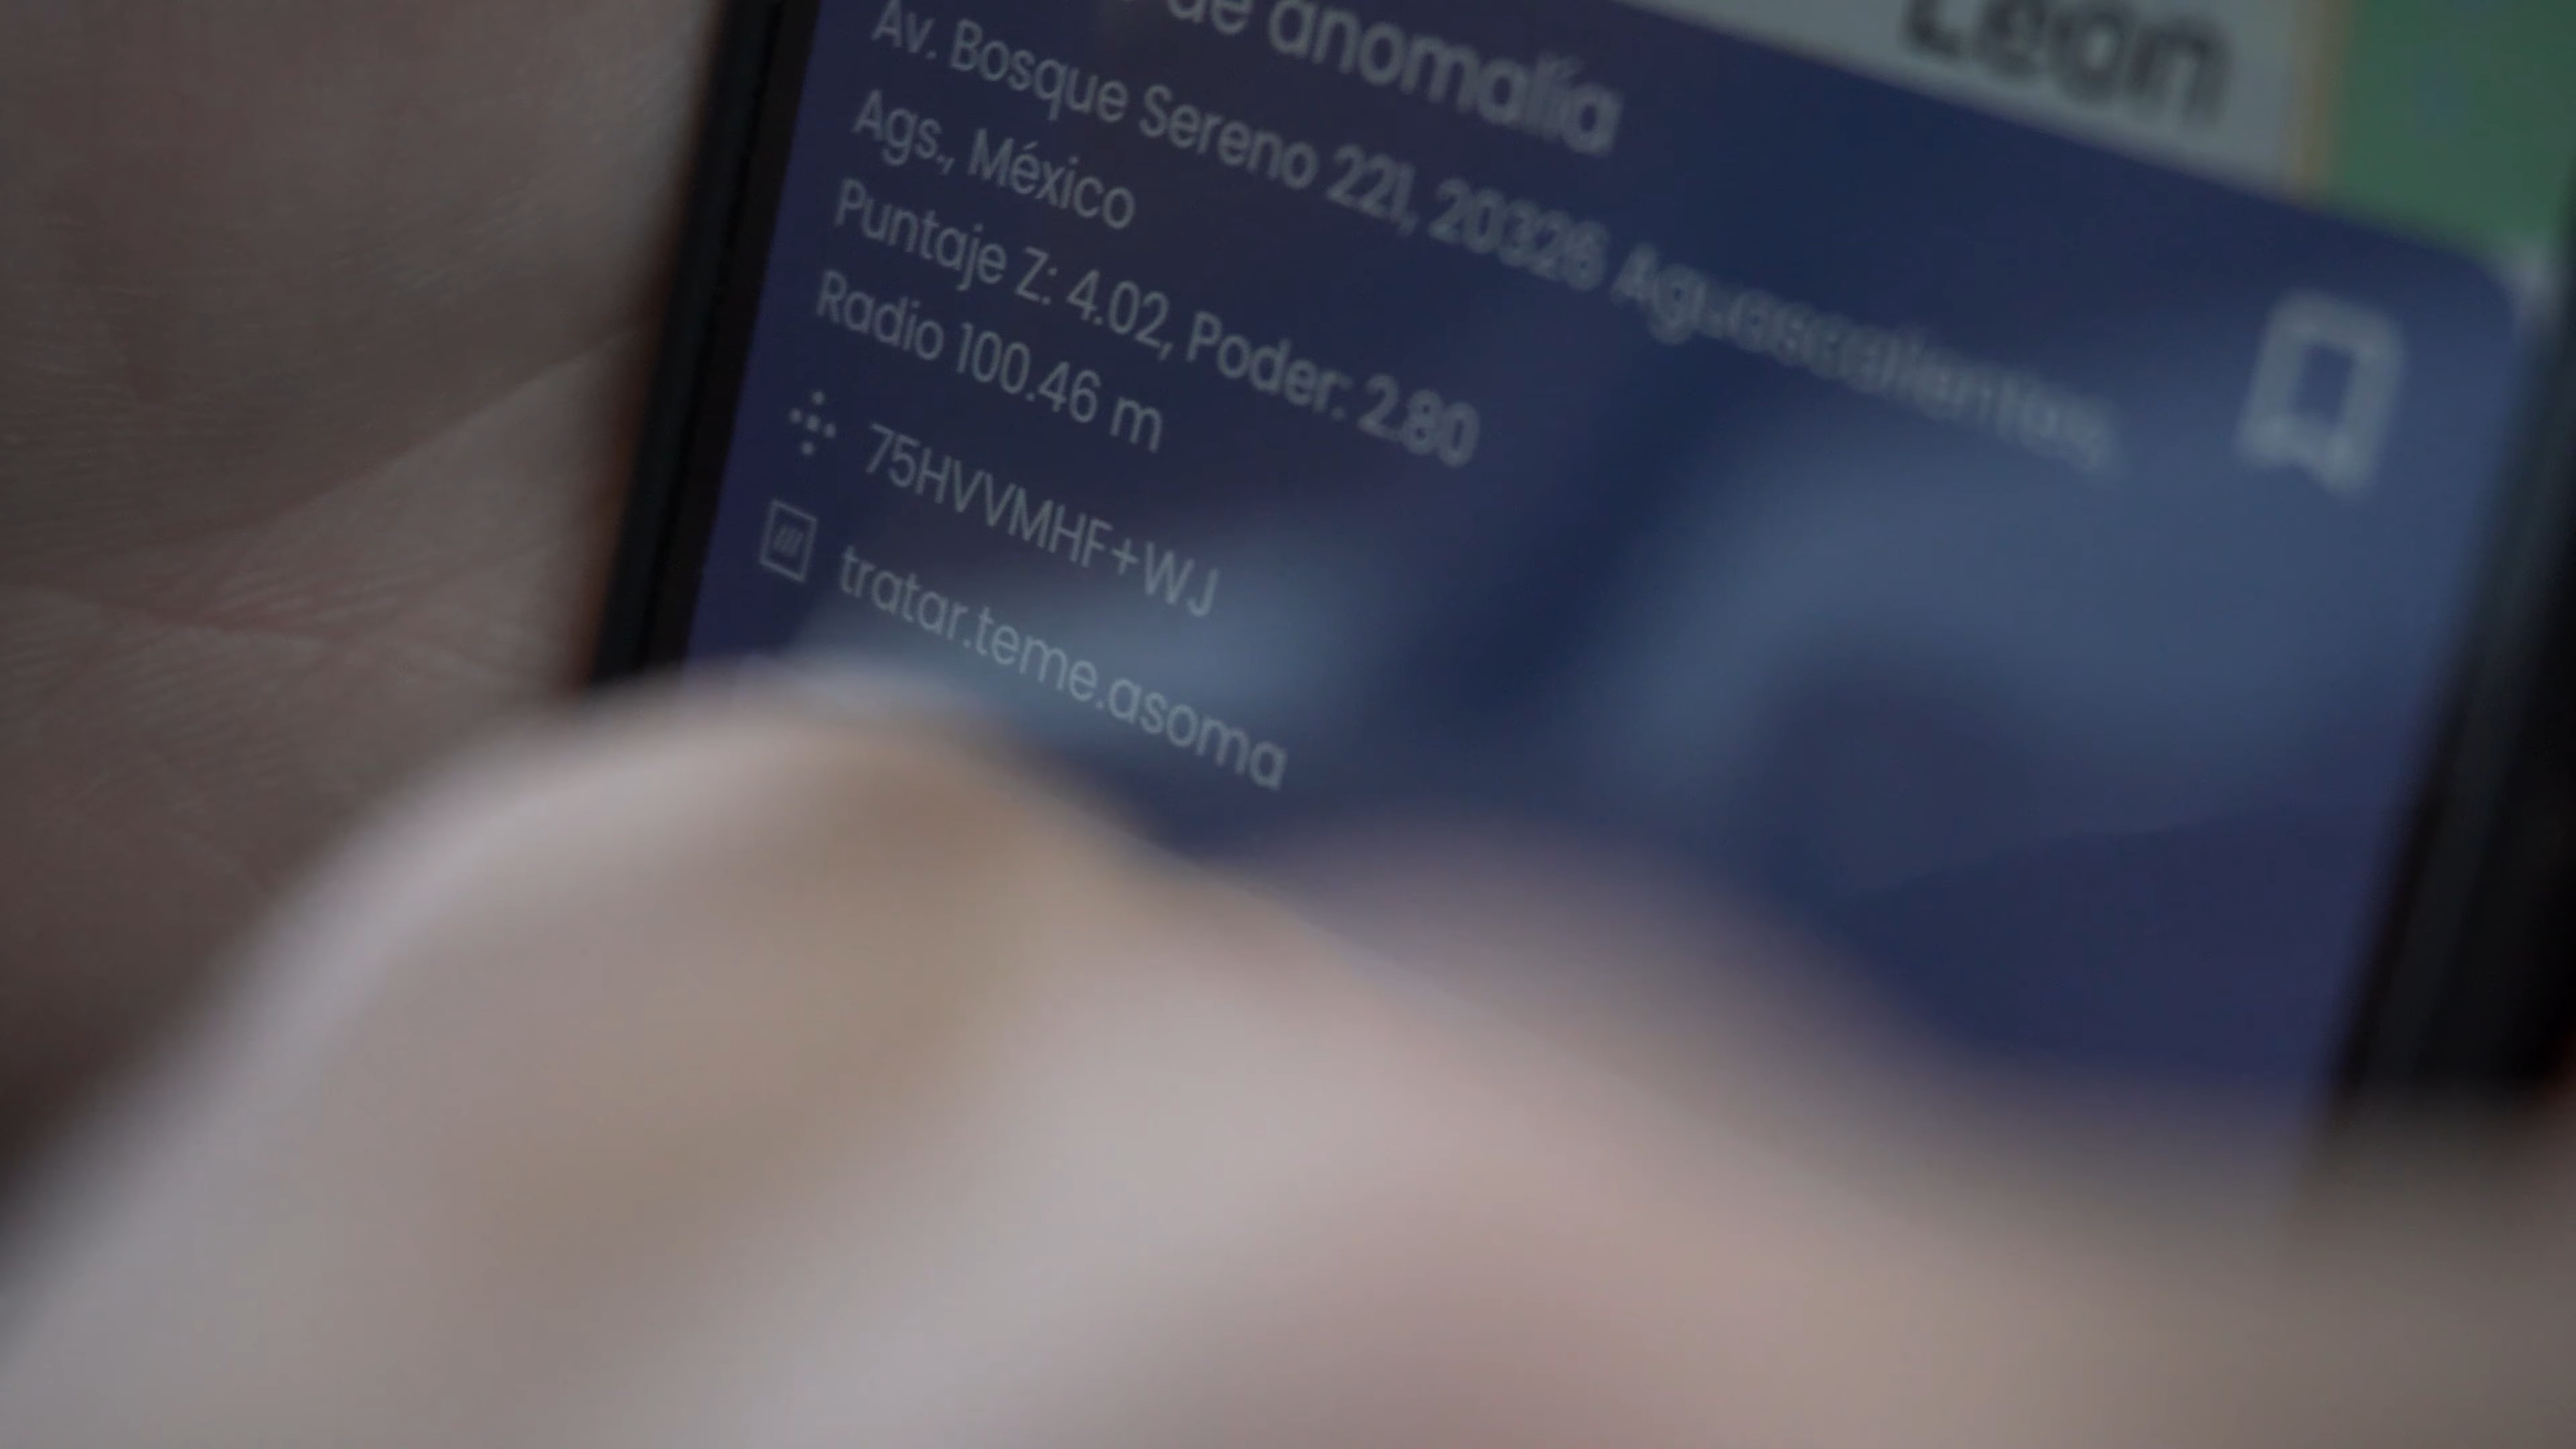 León
de anomalía
Av. Bosque Sereno 221, 20326 Aguascalientes,
Ags., México
Puntaje Z: 4.02, Poder: 2.80
Radio 100.46 m
75HVVMHF+WJ
tratar.teme.asoma